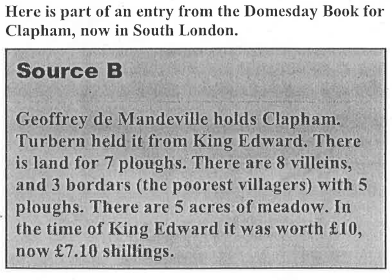 Here is part of an entry from the Domesday Book for
Clapham, now in South London.
Source B
Geoffrey de Mandeville holds Clapham.
Turbern held it from King Edward. There
is land for 7 ploughs. There are 8 villeins,
and 3 bordars (the poorest villagers) with 5
ploughs. There are 5 acres of meadow. In
the time of King Edward it was worth £10,
now £7.10 shillings.